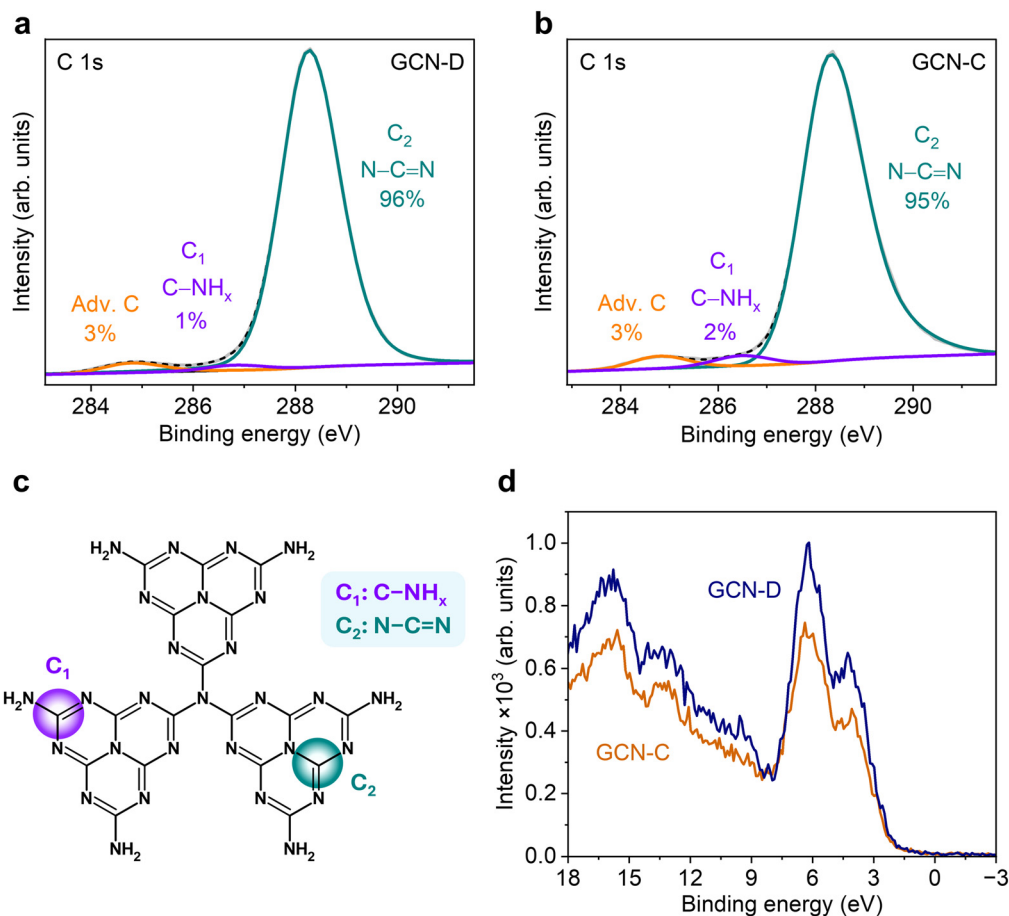 a
C 1s
GCN-D
C₂
N–C=N
96%
C₁
C–NHₓ
1%
Adv. C
3%
Intensity (arb. units)
284
286
288
290
Binding energy (eV)
b
C 1s
GCN-C
C₂
N–C=N
95%
C₁
C–NHₓ
2%
Adv. C
3%
Intensity (arb. units)
284
286
288
290
Binding energy (eV)
c
H₂N N N NH₂
N N N
N N
N
C₁: C–NHₓ
C₂: N–C=N
C₁
H₂N N N N N NH₂
N N N N N N
N N N N
C₂
NH₂ NH₂
d
1.0
0.8
0.6
0.4
0.2
0.0
Intensity ×10³ (arb. units)
GCN-D
GCN-C
18
15
12
9
6
3
0
−3
Binding energy (eV)